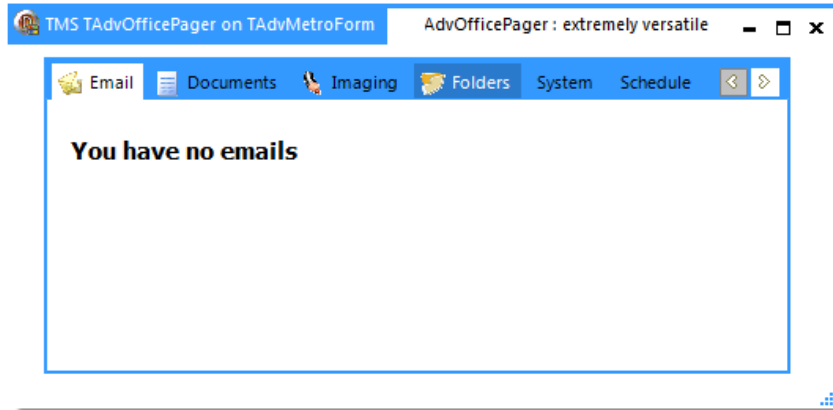 TMS TAdvOfficePager on TAdvMetroForm AdvOfficePager : extremely versatile
Email Documents Imaging Folders System Schedule
You have no emails